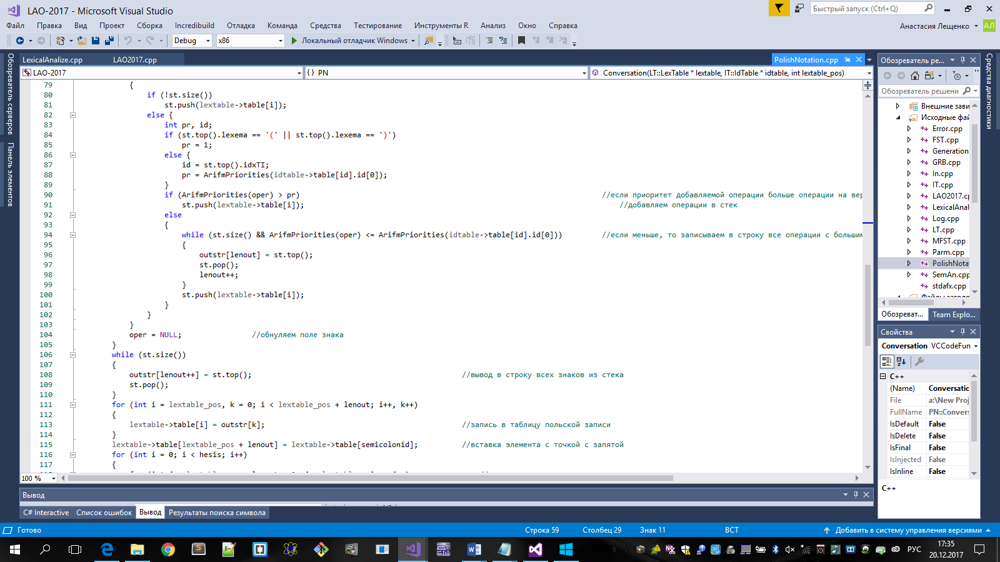 LAO-2017 - Microsoft Visual Studio
Быстрый запуск (Ctrl+Q)
Файл Правка Вид Проект Сборка Incredibuild Отладка Команда Средства Тестирование Инструменты R Анализ Окно Справка
Анастасия Лещенко АЛ
Debug x86 Локальный отладчик Windows
Обозреватель серверов
Панель элементов
LexicalAnalize.cpp LAO2017.cpp PolishNotation.cpp
LAO-2017 {} PN Conversation(LT::LexTable * lextable, IT::IdTable * idtable, int lextable_pos)
79 {
80 if (!st.size())
81 st.push(lextable->table[i]);
82 else {
83 int pr, id;
84 if (st.top().lexema == '(' || st.top().lexema == ')')
85 pr = 1;
86 else {
87 id = st.top().idxTI;
88 pr = ArifmPriorities(idtable->table[id].id[0]);
89 }
90 if (ArifmPriorities(oper) > pr) //если приоритет добавляемой операции больше операции на вер
91 st.push(lextable->table[i]); //добавляем операции в стек
92 else
93 {
94 while (st.size() && ArifmPriorities(oper) <= ArifmPriorities(idtable->table[id].id[0])) //если меньше, то записываем в строку все операции с большим
95 {
96 outstr[lenout] = st.top();
97 st.pop();
98 lenout++;
99 }
100 st.push(lextable->table[i]);
101 }
102 }
103 }
104 oper = NULL; //обнуляем поле знака
105 }
106 while (st.size())
107 {
108 outstr[lenout++] = st.top(); //вывод в строку всех знаков из стека
109 st.pop();
110 }
111 for (int i = lextable_pos, k = 0; i < lextable_pos + lenout; i++, k++)
112 {
113 lextable->table[i] = outstr[k]; //запись в таблицу польской записи
114 }
115 lextable->table[lextable_pos + lenout] = lextable->table[semicolonid]; //вставка элемента с точкой с запятой
116 for (int i = 0; i < hesis; i++)
117 {
100 %
Вывод
C# Interactive Список ошибок Вывод Результаты поиска символа
Обозреватель ре...
Обозреватель решени
Внешние зави
Исходные фай
Error.cpp
FST.cpp
Generation
GRB.cpp
In.cpp
IT.cpp
LAO2017.cp
LexicalAnal
Log.cpp
LT.cpp
MFST.cpp
Parm.cpp
PolishNotat
SemAn.cpp
stdafx.cpp
Обозреват... Team Explo...
Свойства
Conversation VCCodeFun
C++
(Name) Conversatio
File a:\New Proj
FullName PN::Convers
IsDefault False
IsDelete False
IsFinal False
IsInjected False
IsInline False
C++
Средства диагностики
Готово Строка 59 Столбец 29 Знак 11 ВСТ Добавить в систему управления версиями
РУС 17:35
20.12.2017